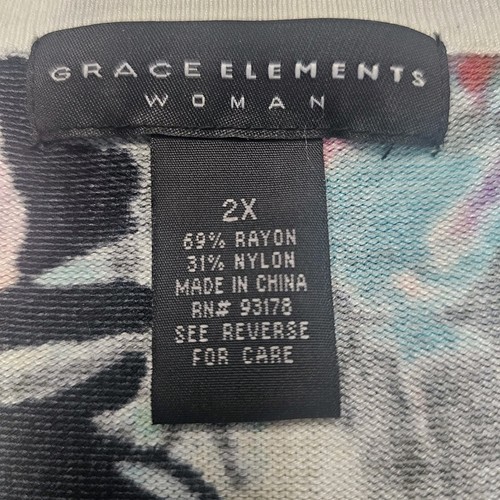 GRACE ELEMENTS
WOMAN
2X
69% RAYON
31% NYLON
MADE IN CHINA
RN# 93178
SEE REVERSE
FOR CARE